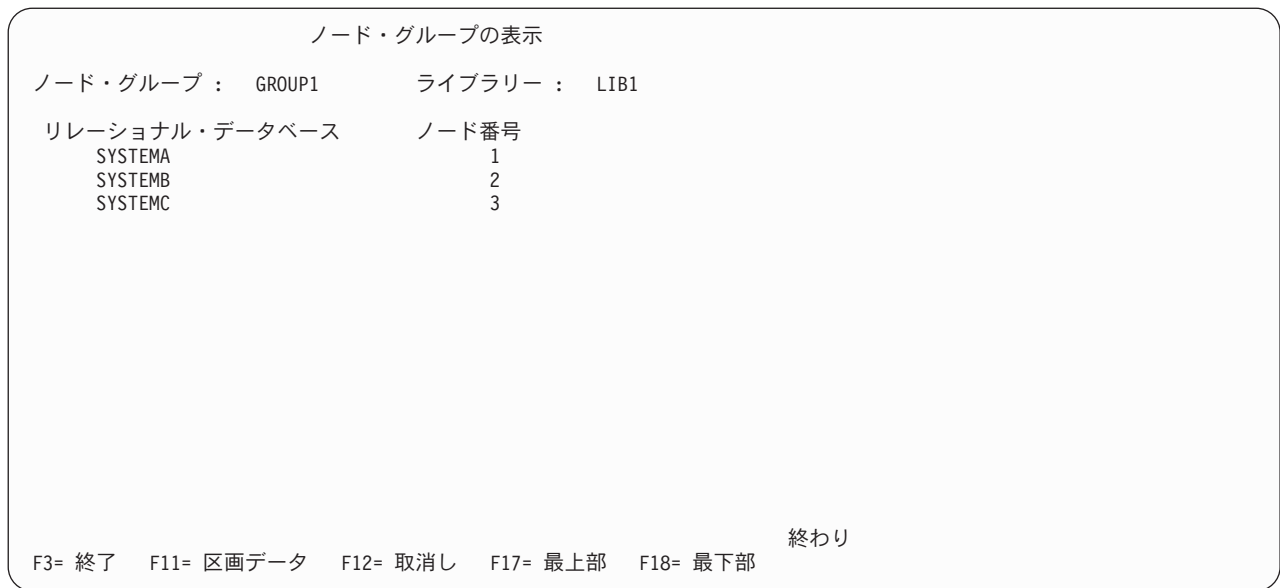 ノード・グループの表示
ノード・グループ : GROUP1 ライブラリー : LIB1
リレーショナル・データベース ノード番号
SYSTEMA 1
SYSTEMB 2
SYSTEMC 3
終わり
F3= 終了 F11= 区画データ F12= 取消し F17= 最上部 F18= 最下部